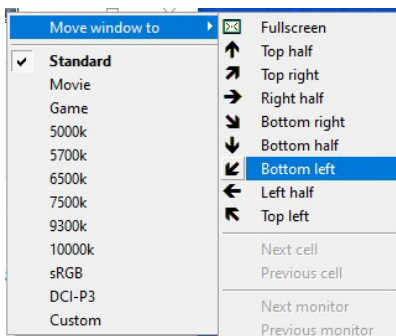 Move window to
Standard
Movie
Game
5000k
5700k
6500k
7500k
9300k
10000k
sRGB
DCI-P3
Custom
Fullscreen
Top half
Top right
Right half
Bottom right
Bottom half
Bottom left
Left half
Top left
Next cell
Previous cell
Next monitor
Previous monitor